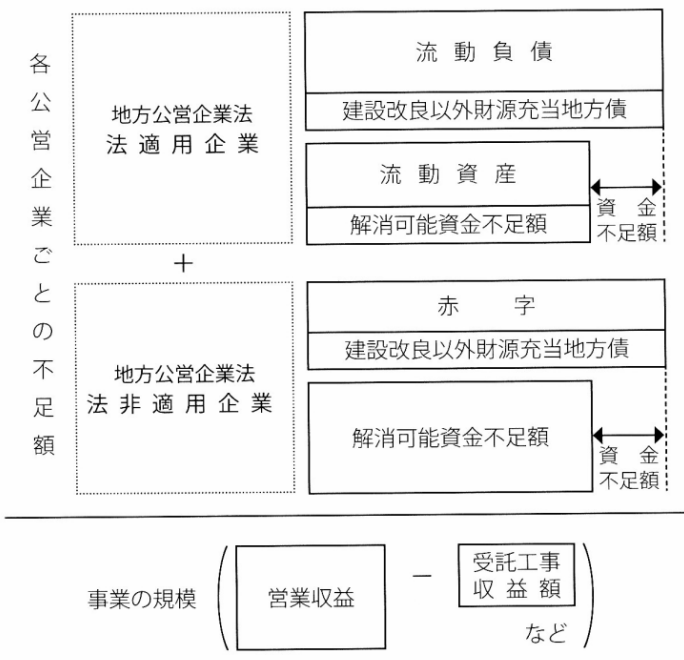 各公営企業ごとの不足額
地方公営企業法
法適用企業
流動負債
建設改良以外財源充当地方債
流動資産
解消可能資金不足額
資金
不足額
＋
地方公営企業法
法非適用企業
赤字
建設改良以外財源充当地方債
解消可能資金不足額
資金
不足額
事業の規模
営業収益
－
受託工事
収益額
など